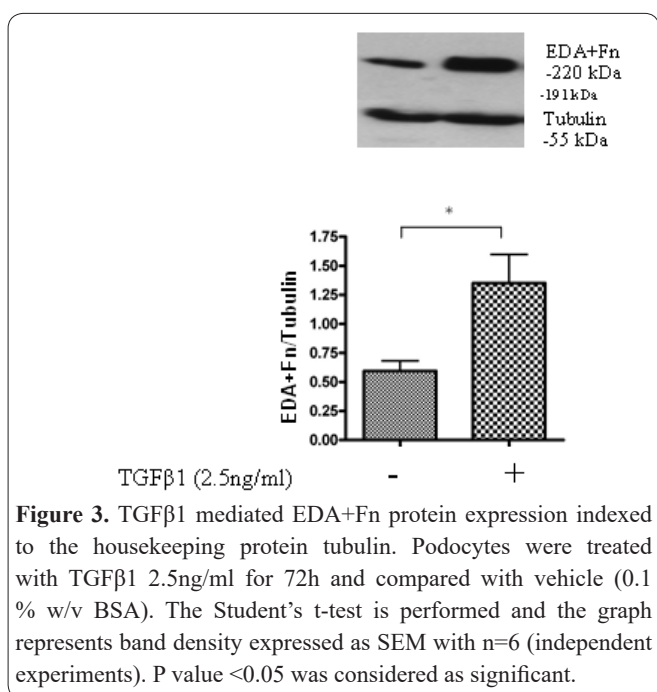 EDA+Fn
-220 kDa
-191kDa
Tubulin
-55 kDa
*
1.75
1.50
1.25
1.00
0.75
0.50
0.25
0.00
EDA+Fn/Tubulin
TGFβ1 (2.5ng/ml) - +
Figure 3. TGFβ1 mediated EDA+Fn protein expression indexed
to the housekeeping protein tubulin. Podocytes were treated
with TGFβ1 2.5ng/ml for 72h and compared with vehicle (0.1
% w/v BSA). The Student’s t-test is performed and the graph
represents band density expressed as SEM with n=6 (independent
experiments). P value <0.05 was considered as significant.